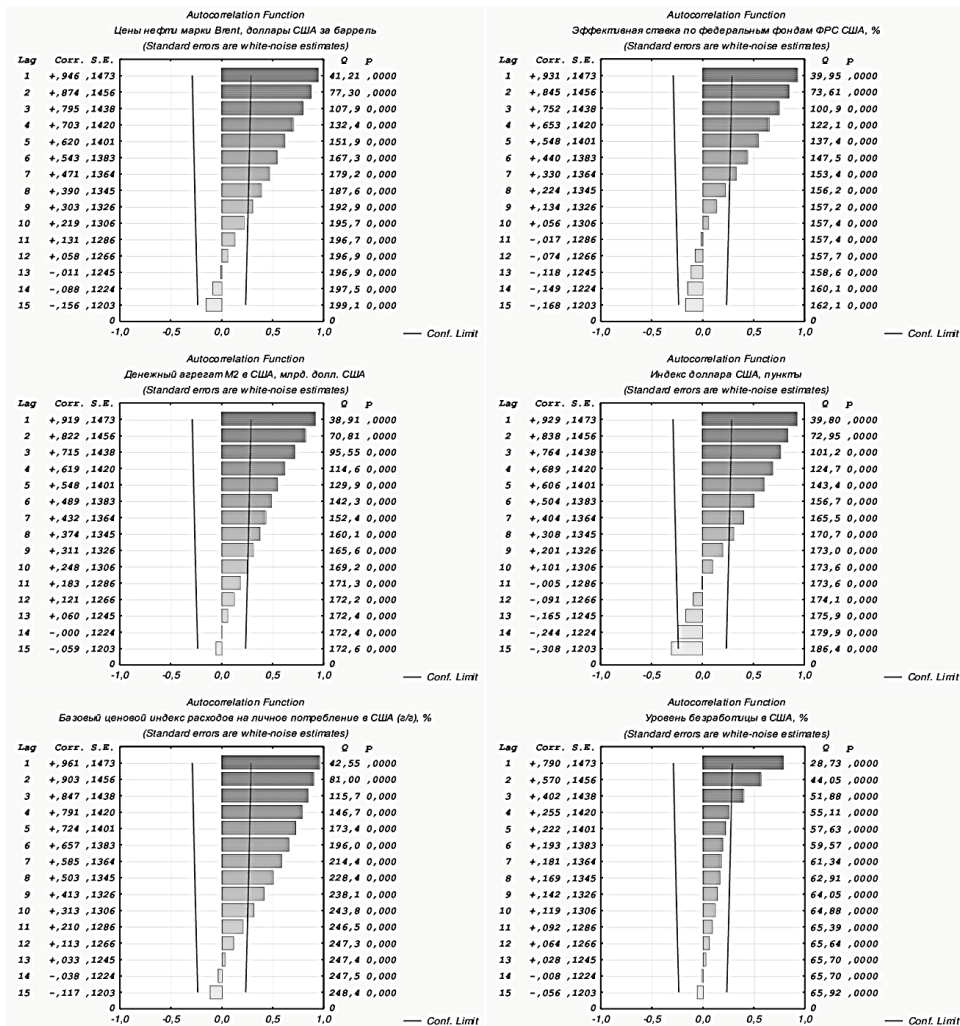 Autocorrelation Function
Цены нефти марки Brent, доллары США за баррель
(Standard errors are white-noise estimates)
Lag Corr. S.E. Q p
1 +,946 ,1473 41,21 ,0000
2 +,874 ,1456 77,30 0,000
3 +,795 ,1438 107,9 0,000
4 +,703 ,1420 132,4 0,000
5 +,620 ,1401 151,9 0,000
6 +,543 ,1383 167,3 0,000
7 +,471 ,1364 179,2 0,000
8 +,390 ,1345 187,6 0,000
9 +,303 ,1326 192,9 0,000
10 +,219 ,1306 195,7 0,000
11 +,131 ,1286 196,7 0,000
12 +,058 ,1266 196,9 0,000
13 -,011 ,1245 196,9 0,000
14 -,088 ,1224 197,5 0,000
15 -,156 ,1203 199,1 0,000
0 0
-1,0 -0,5 0,0 0,5 1,0
Conf. Limit
Autocorrelation Function
Эффективная ставка по федеральным фондам ФРС США, %
(Standard errors are white-noise estimates)
Lag Corr. S.E. Q p
1 +,931 ,1473 39,95 ,0000
2 +,845 ,1456 73,61 ,0000
3 +,752 ,1438 100,9 0,000
4 +,653 ,1420 122,1 0,000
5 +,548 ,1401 137,4 0,000
6 +,440 ,1383 147,5 0,000
7 +,330 ,1364 153,4 0,000
8 +,224 ,1345 156,2 0,000
9 +,134 ,1326 157,2 0,000
10 +,056 ,1306 157,4 0,000
11 -,017 ,1286 157,4 0,000
12 -,074 ,1266 157,7 0,000
13 -,118 ,1245 158,6 0,000
14 -,149 ,1224 160,1 0,000
15 -,168 ,1203 162,1 0,000
0 0
-1,0 -0,5 0,0 0,5 1,0
Conf. Limit
Autocorrelation Function
Денежный агрегат М2 в США, млрд. долл. США
(Standard errors are white-noise estimates)
Lag Corr. S.E. Q p
1 +,919 ,1473 38,91 ,0000
2 +,822 ,1456 70,81 ,0000
3 +,715 ,1438 95,55 0,000
4 +,619 ,1420 114,6 0,000
5 +,548 ,1401 129,9 0,000
6 +,489 ,1383 142,3 0,000
7 +,432 ,1364 152,4 0,000
8 +,374 ,1345 160,1 0,000
9 +,311 ,1326 165,6 0,000
10 +,248 ,1306 169,2 0,000
11 +,183 ,1286 171,3 0,000
12 +,121 ,1266 172,2 0,000
13 +,060 ,1245 172,4 0,000
14 -,000 ,1224 172,4 0,000
15 -,059 ,1203 172,6 0,000
0 0
-1,0 -0,5 0,0 0,5 1,0
Conf. Limit
Autocorrelation Function
Индекс доллара США, пункты
(Standard errors are white-noise estimates)
Lag Corr. S.E. Q p
1 +,929 ,1473 39,80 ,0000
2 +,838 ,1456 72,95 ,0000
3 +,764 ,1438 101,2 0,000
4 +,689 ,1420 124,7 0,000
5 +,606 ,1401 143,4 0,000
6 +,504 ,1383 156,7 0,000
7 +,404 ,1364 165,5 0,000
8 +,308 ,1345 170,7 0,000
9 +,201 ,1326 173,0 0,000
10 +,101 ,1306 173,6 0,000
11 -,005 ,1286 173,6 0,000
12 -,091 ,1266 174,1 0,000
13 -,165 ,1245 175,9 0,000
14 -,244 ,1224 179,9 0,000
15 -,308 ,1203 186,4 0,000
0 0
-1,0 -0,5 0,0 0,5 1,0
Conf. Limit
Autocorrelation Function
Базовый ценовой индекс расходов на личное потребление в США (г/г), %
(Standard errors are white-noise estimates)
Lag Corr. S.E. Q p
1 +,961 ,1473 42,55 ,0000
2 +,903 ,1456 81,00 ,0000
3 +,847 ,1438 115,7 0,000
4 +,791 ,1420 146,7 0,000
5 +,724 ,1401 173,4 0,000
6 +,657 ,1383 196,0 0,000
7 +,585 ,1364 214,4 0,000
8 +,503 ,1345 228,4 0,000
9 +,413 ,1326 238,1 0,000
10 +,313 ,1306 243,8 0,000
11 +,210 ,1286 246,5 0,000
12 +,113 ,1266 247,3 0,000
13 +,033 ,1245 247,4 0,000
14 -,038 ,1224 247,5 0,000
15 -,117 ,1203 248,4 0,000
0 0
-1,0 -0,5 0,0 0,5 1,0
Conf. Limit
Autocorrelation Function
Уровень безработицы в США, %
(Standard errors are white-noise estimates)
Lag Corr. S.E. Q p
1 +,790 ,1473 28,73 ,0000
2 +,570 ,1456 44,05 ,0000
3 +,402 ,1438 51,88 ,0000
4 +,255 ,1420 55,11 ,0000
5 +,222 ,1401 57,63 ,0000
6 +,193 ,1383 59,57 ,0000
7 +,181 ,1364 61,34 ,0000
8 +,169 ,1345 62,91 ,0000
9 +,142 ,1326 64,05 ,0000
10 +,119 ,1306 64,88 ,0000
11 +,092 ,1286 65,39 ,0000
12 +,064 ,1266 65,64 ,0000
13 +,028 ,1245 65,70 ,0000
14 -,008 ,1224 65,70 ,0000
15 -,056 ,1203 65,92 ,0000
0 0
-1,0 -0,5 0,0 0,5 1,0
Conf. Limit